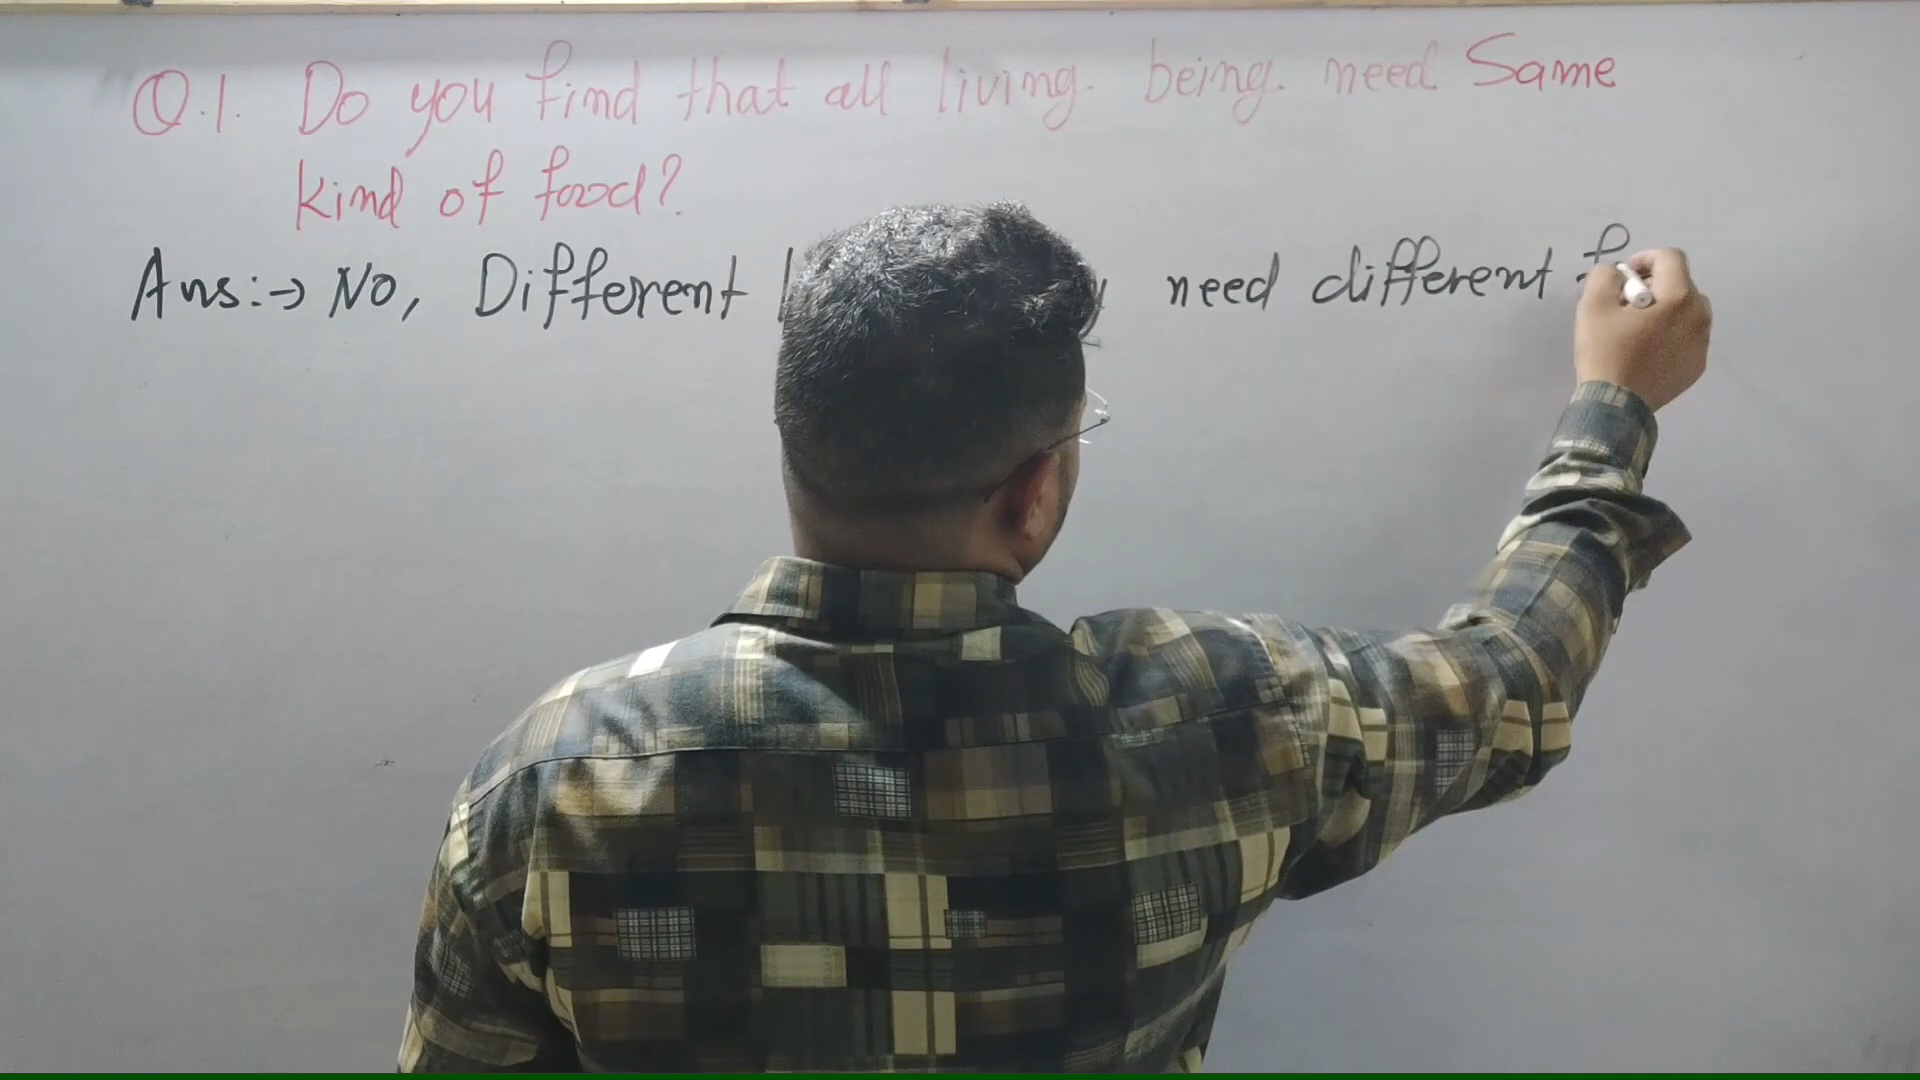 Q.1. Do you find that all living. being. need Same
kind of food?
Ans:→ No, Different need different